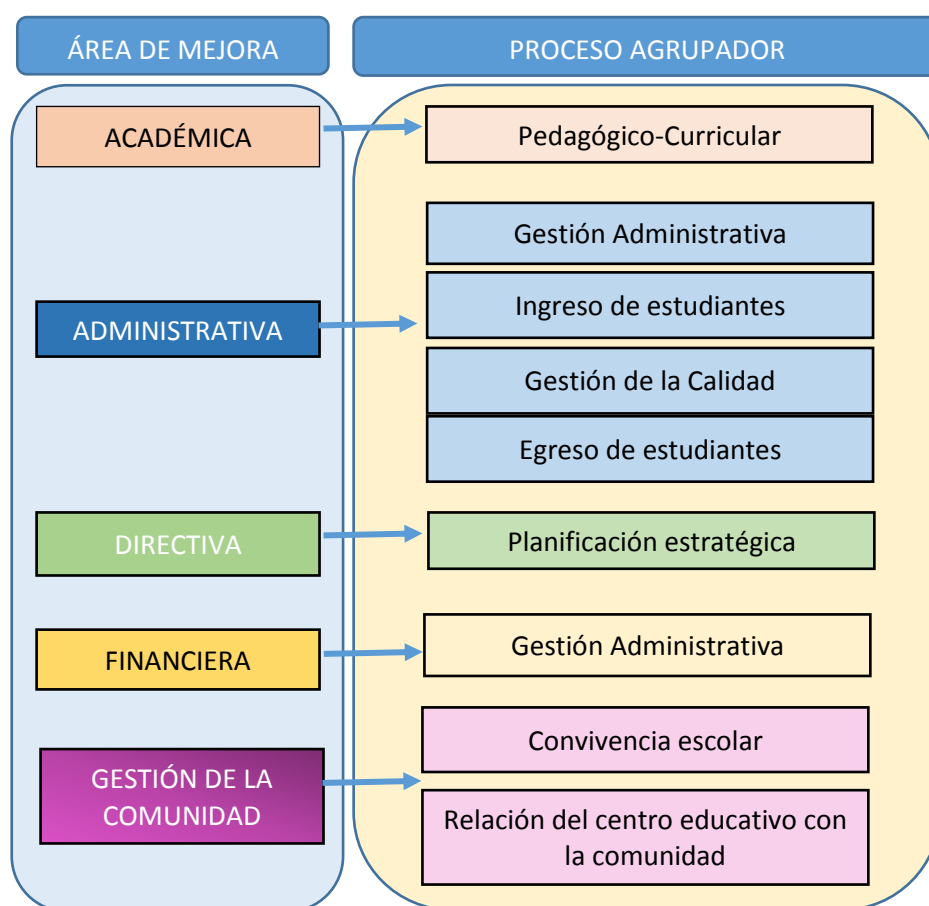 ÁREA DE MEJORA
PROCESO AGRUPADOR
ACADÉMICA
Pedagógico-Curricular
ADMINISTRATIVA
Gestión Administrativa
Ingreso de estudiantes
Gestión de la Calidad
Egreso de estudiantes
DIRECTIVA
Planificación estratégica
FINANCIERA
Gestión Administrativa
GESTIÓN DE LA
COMUNIDAD
Convivencia escolar
Relación del centro educativo con
la comunidad